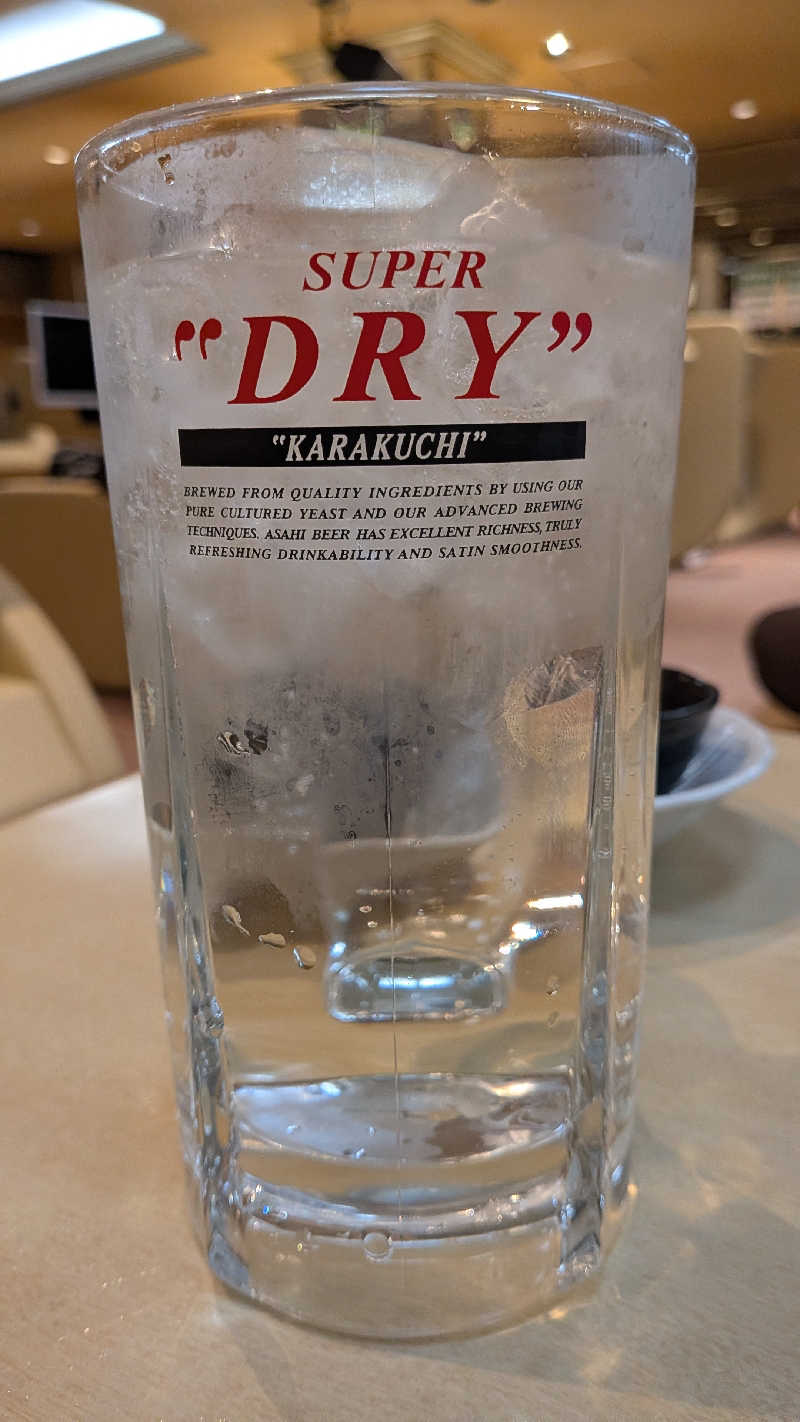 SUPER
"DRY"
"KARAKUCHI"
BREWED FROM QUALITY INGREDIENTS BY USING OUR
PURE CULTURED YEAST AND OUR ADVANCED BREWING
TECHNIQUES. ASAHI BEER HAS EXCELLENT RICHNESS, TRULY
REFRESHING DRINKABILITY AND SATIN SMOOTHNESS.